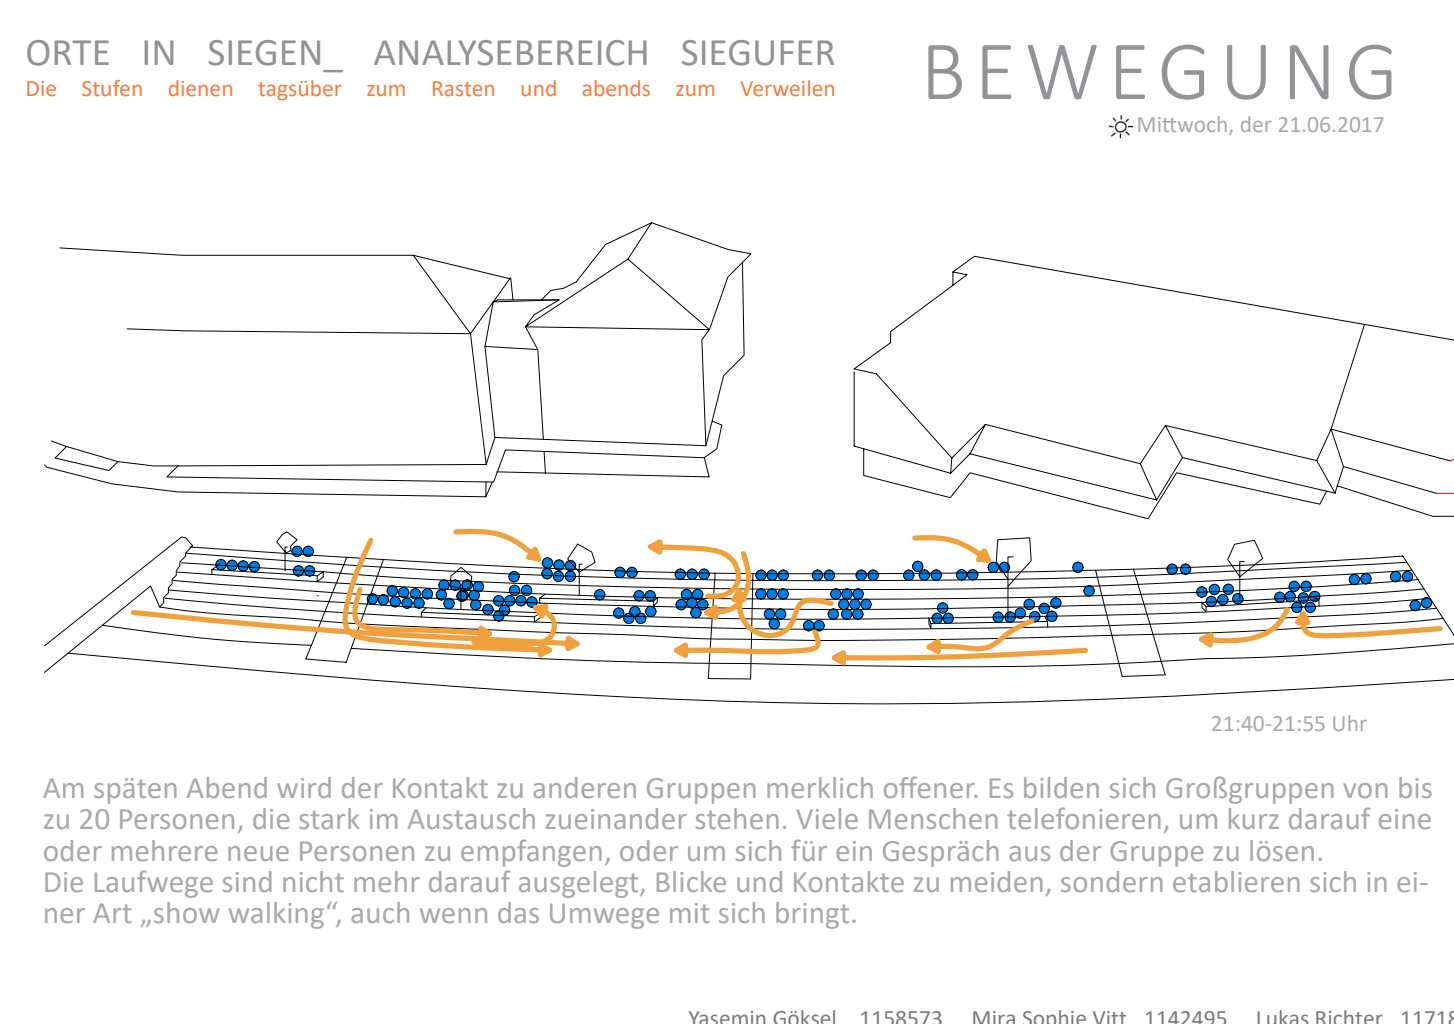 ORTE IN SIEGEN_ ANALYSEBEREICH SIEGUFER
Die Stufen dienen tagsüber zum Rasten und abends zum Verweilen
BEWEGUNG
Mittwoch, der 21.06.2017
21:40-21:55 Uhr
Am späten Abend wird der Kontakt zu anderen Gruppen merklich offener. Es bilden sich Großgruppen von bis
zu 20 Personen, die stark im Austausch zueinander stehen. Viele Menschen telefonieren, um kurz darauf eine
oder mehrere neue Personen zu empfangen, oder um sich für ein Gespräch aus der Gruppe zu lösen.
Die Laufwege sind nicht mehr darauf ausgelegt, Blicke und Kontakte zu meiden, sondern etablieren sich in ei-
ner Art „show walking“, auch wenn das Umwege mit sich bringt.
Yasemin Göksel 1158573 Mira Sophie Vitt 1142495 Lukas Richter 11718